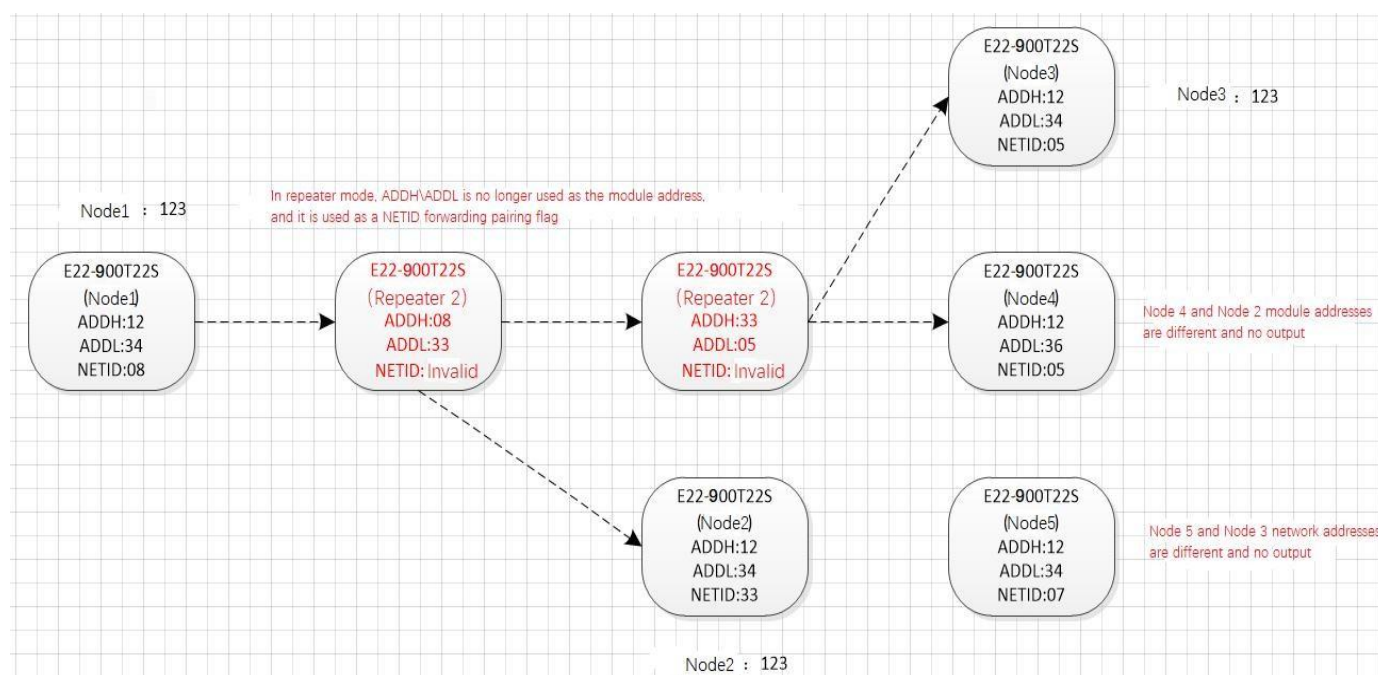 E22-900T22S
(Node3)
ADDH:12
ADDL:34
NETID:05
Node3 : 123
Node1 : 123
In repeater mode, ADDH\ADDL is no longer used as the module address,
and it is used as a NETID forwarding pairing flag
E22-900T22S
(Node1)
ADDH:12
ADDL:34
NETID:08
E22-900T22S
(Repeater 2)
ADDH:08
ADDL:33
NETID: Invalid
E22-900T22S
(Repeater 2)
ADDH:33
ADDL:05
NETID: Invalid
E22-900T22S
(Node4)
ADDH:12
ADDL:36
NETID:05
Node 4 and Node 2 module addresses
are different and no output
E22-900T22S
(Node2)
ADDH:12
ADDL:34
NETID:33
E22-900T22S
(Node5)
ADDH:12
ADDL:34
NETID:07
Node 5 and Node 3 network addresses
are different and no output
Node2 : 123